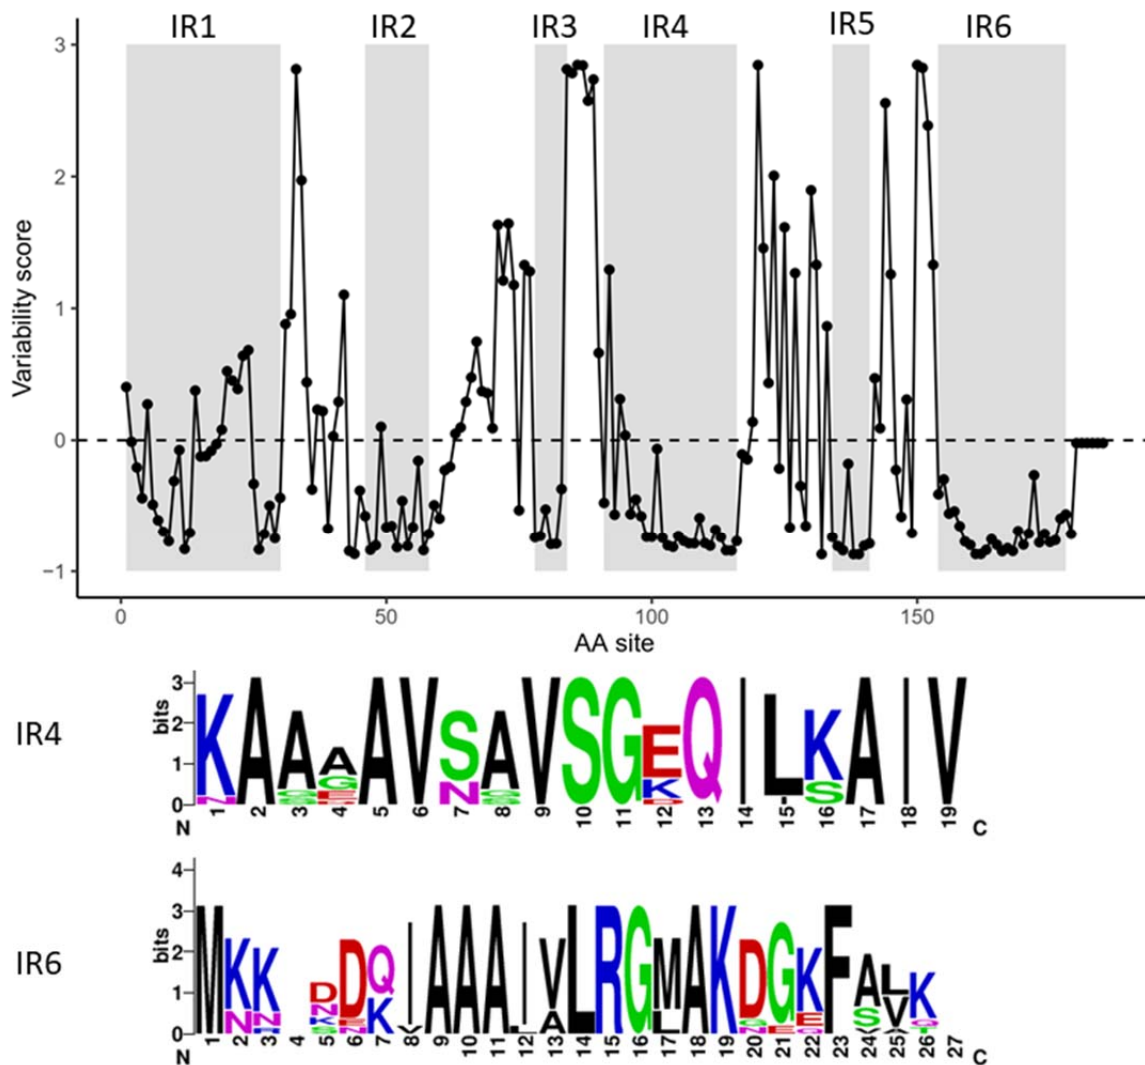 IR1 IR2 IR3 IR4 IR5 IR6
3
2
1
0
−1
Variability score
0 50 100 150
AA site
IR4
bits
3
2
1
0
KAAAAVSAVSGEQILKAIV
N G S K S
S G E S D
N 1 2 3 4 5 6 7 8 9 10 11 12 13 14 15 16 17 18 19 C
IR6
bits
4
3
2
1
0
MKK DDQIAAAIVLRGMAKDGKFALK
N 1 2 3 4 5 6 7 8 9 10 11 12 13 14 15 16 17 18 19 20 21 22 23 24 25 26 27 C